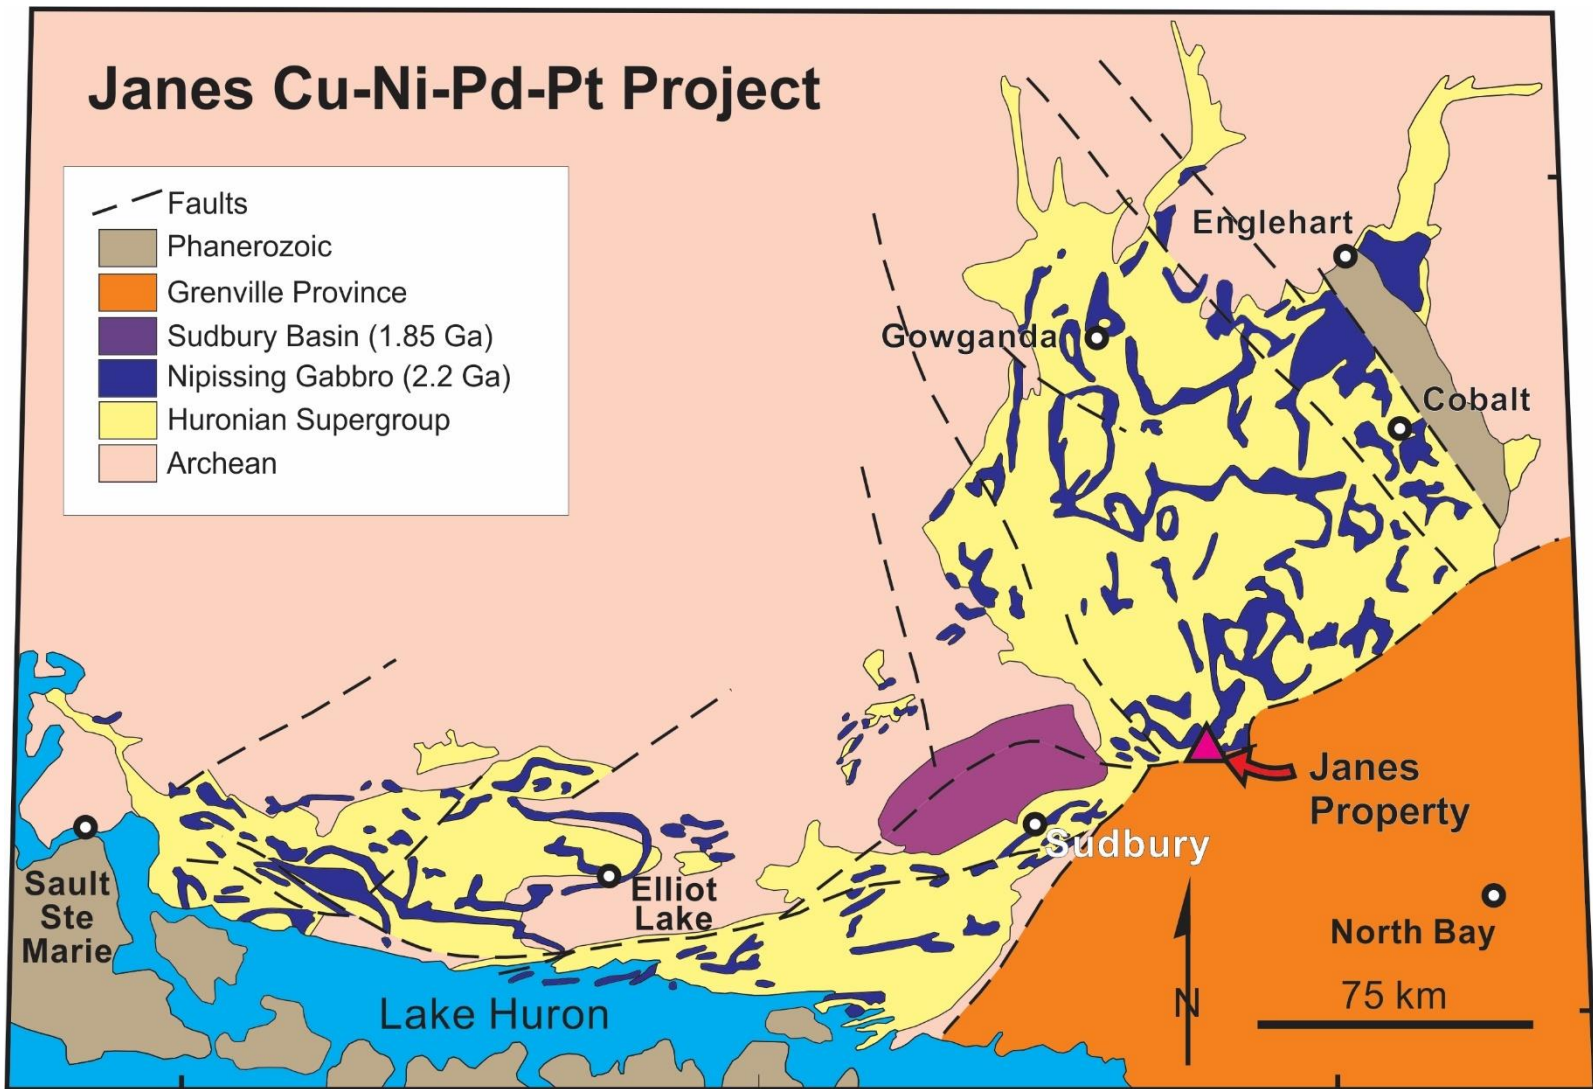 Janes Cu-Ni-Pd-Pt Project
Faults
Phanerozoic
Grenville Province
Sudbury Basin (1.85 Ga)
Nipissing Gabbro (2.2 Ga)
Huronian Supergroup
Archean
Englehart
Gowganda
Cobalt
Janes
Property
Sudbury
Elliot
Lake
Sault
Ste
Marie
North Bay
Lake Huron
N
75 km